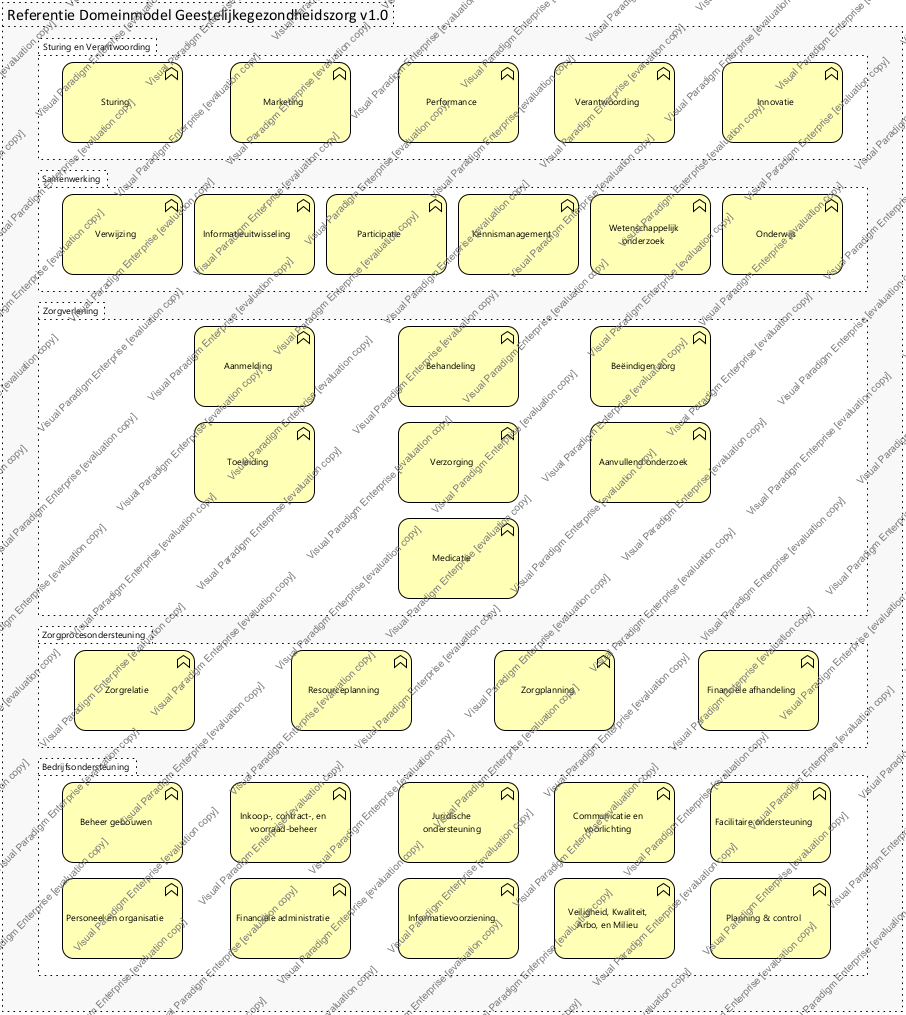 Referentie Domeinmodel Geestelijkegezondheidszorg v1.0
Sturing en Verantwoording
Sturing
Marketing
Performance
Verantwoording
Innovatie
Samenwerking
Verwijzing
Informatieuitwisseling
Participatie
Kennismanagement
Wetenschappelijk
onderzoek
Onderwijs
Zorgverlening
Aanmelding
Behandeling
Beëindigen zorg
Toeleiding
Verzorging
Aanvullend onderzoek
Medicatie
Zorgprocesondersteuning
Zorgrelatie
Resourceplanning
Zorgplanning
Financiële afhandeling
Bedrijfsondersteuning
Beheer gebouwen
Inkoop-, contract-, en
voorraad-beheer
Juridische
ondersteuning
Communicatie en
voorlichting
Facilitaire ondersteuning
Personeel en organisatie
Financiële administratie
Informatievoorziening
Veiligheid, Kwaliteit,
Arbo, en Milieu
Planning & control
Visual Paradigm Enterprise [evaluation copy]